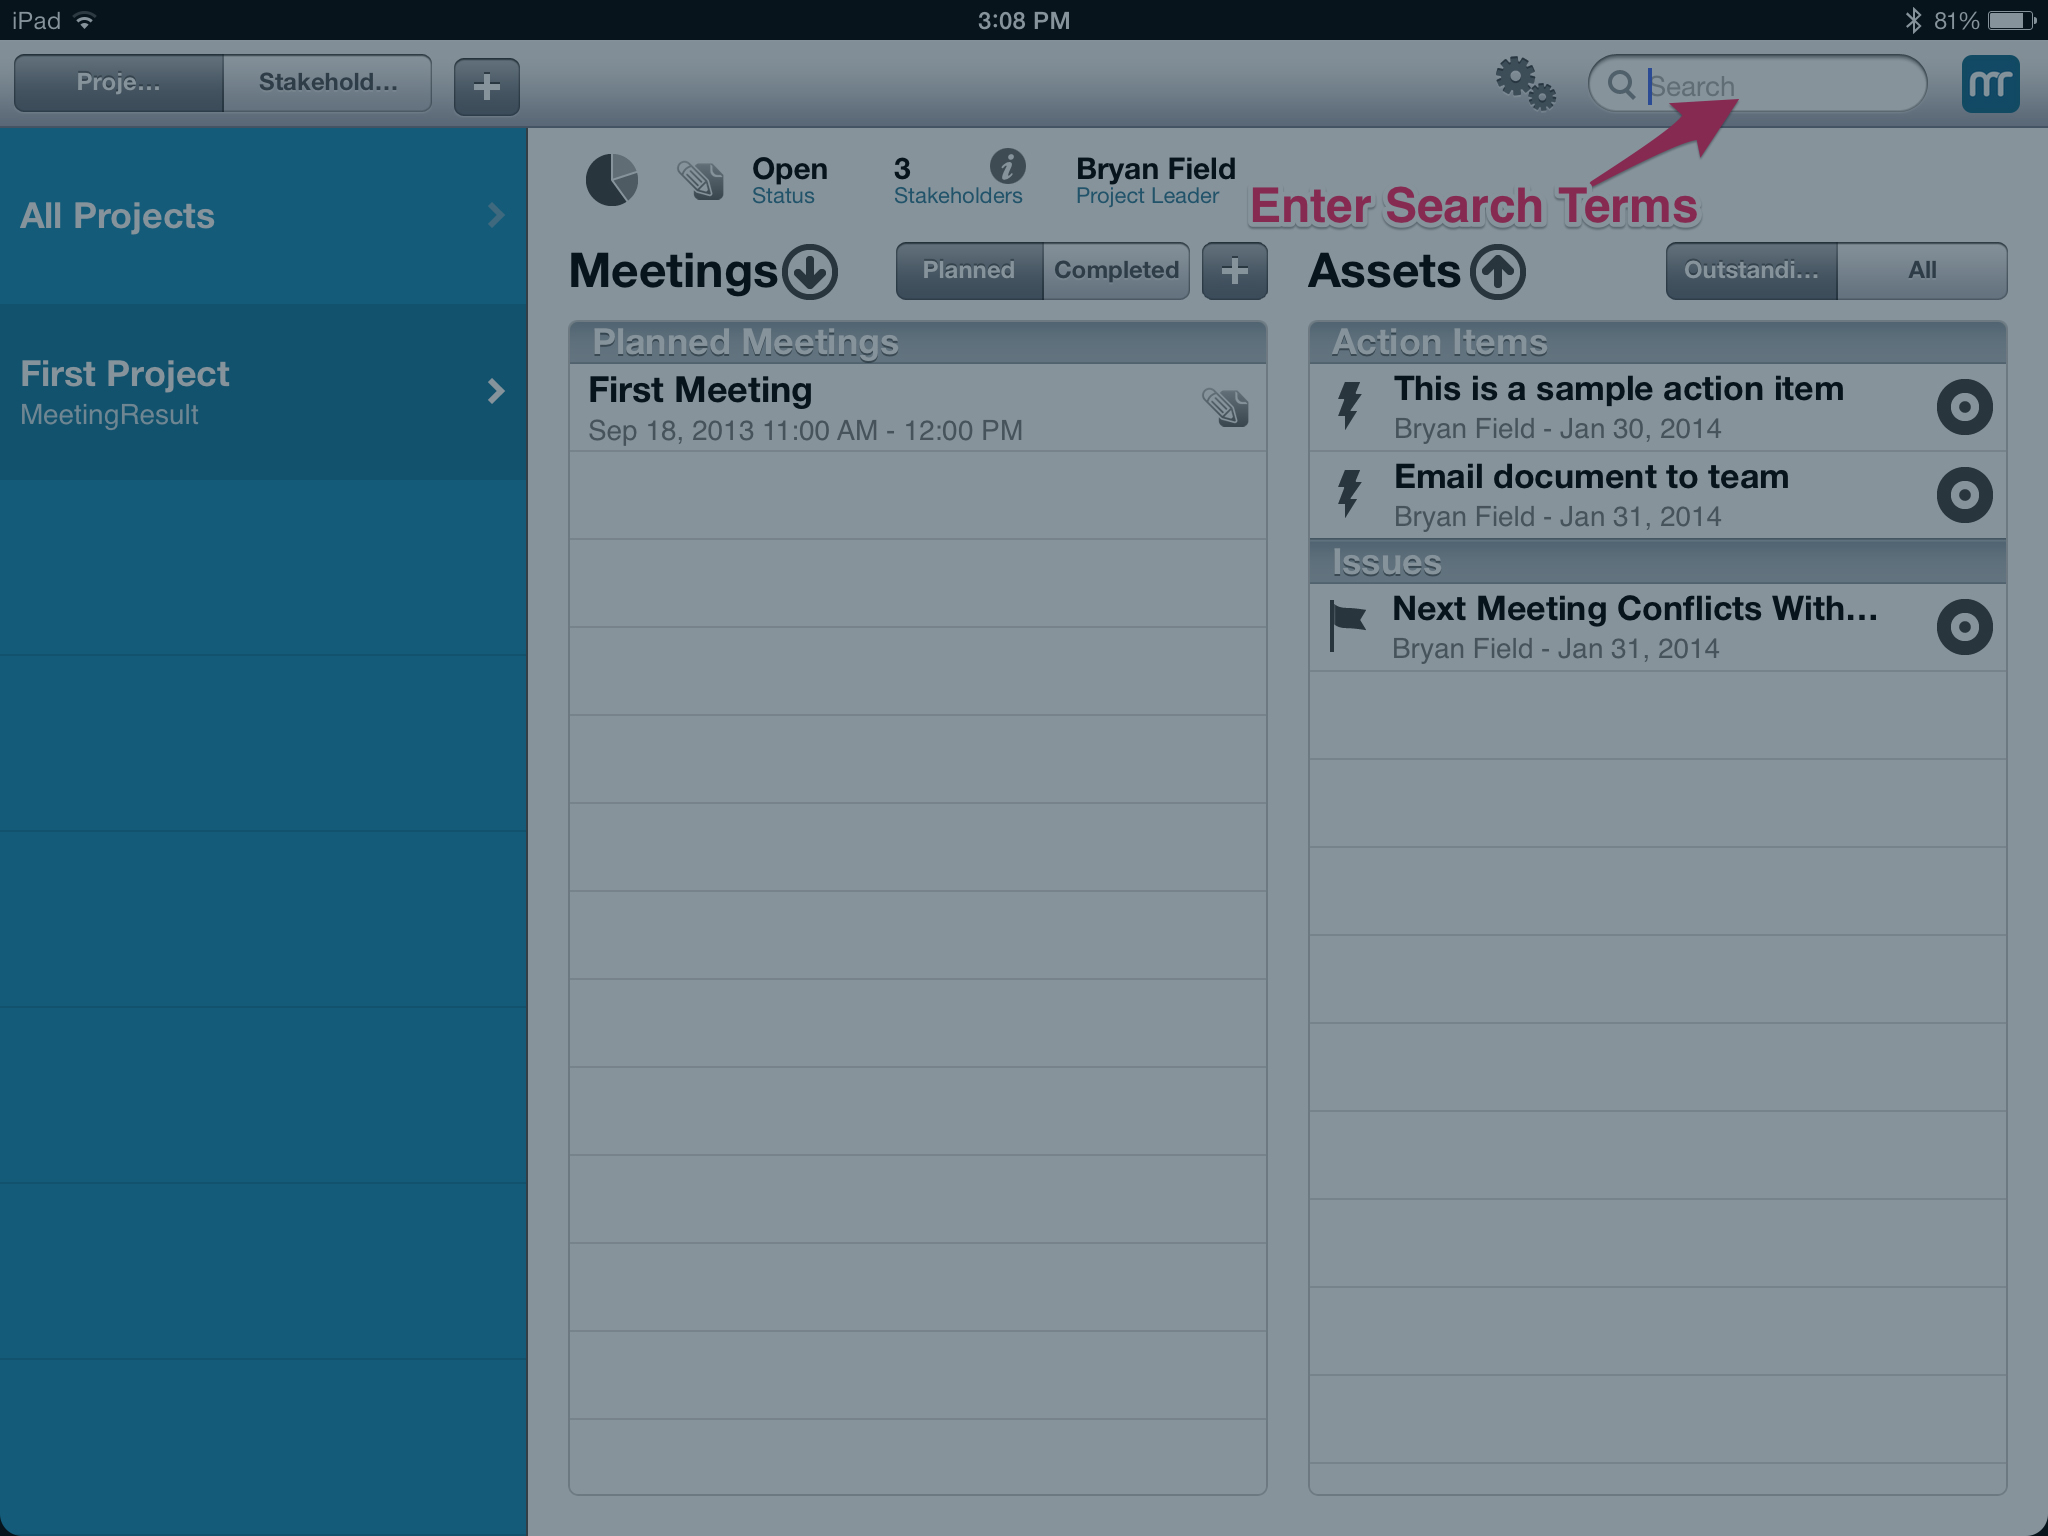 iPad
3:08 PM
81%
Proje...
Stakehold...
Search
mr
Enter Search Terms
All Projects
First Project
MeetingResult
Open
Status
3
Stakeholders
Bryan Field
Project Leader
Meetings
Planned
Completed
Planned Meetings
First Meeting
Sep 18, 2013 11:00 AM - 12:00 PM
Assets
Outstandi...
All
Action Items
This is a sample action item
Bryan Field - Jan 30, 2014
Email document to team
Bryan Field - Jan 31, 2014
Issues
Next Meeting Conflicts With...
Bryan Field - Jan 31, 2014